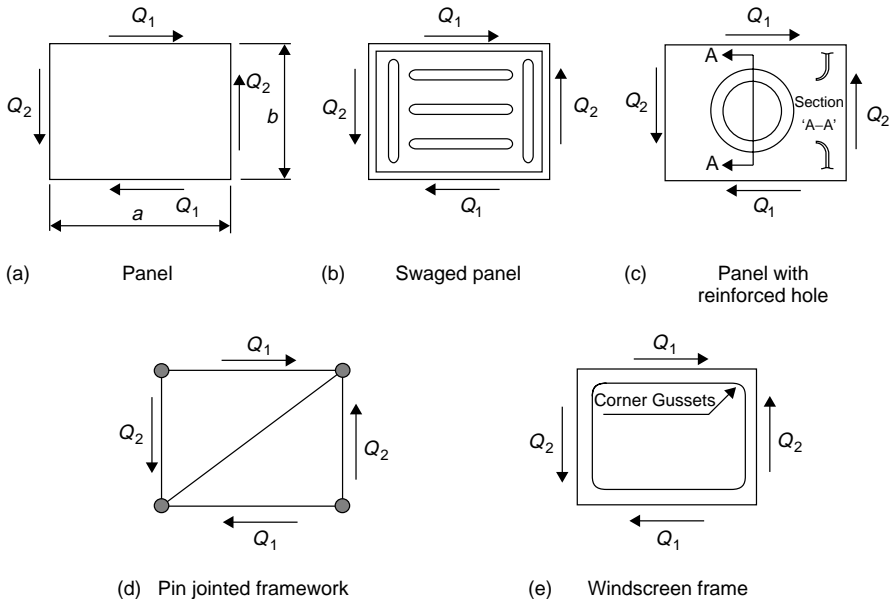 Q1
Q2
Q2
b
Q1
a
(a) Panel
Q1
Q2
Q2
Q1
(b) Swaged panel
Q1
A
Q2
Section
'A–A'
Q2
A
Q1
(c) Panel with
reinforced hole
Q1
Q2
Q2
Q1
(d) Pin jointed framework
Q1
Corner Gussets
Q2
Q2
Q1
(e) Windscreen frame